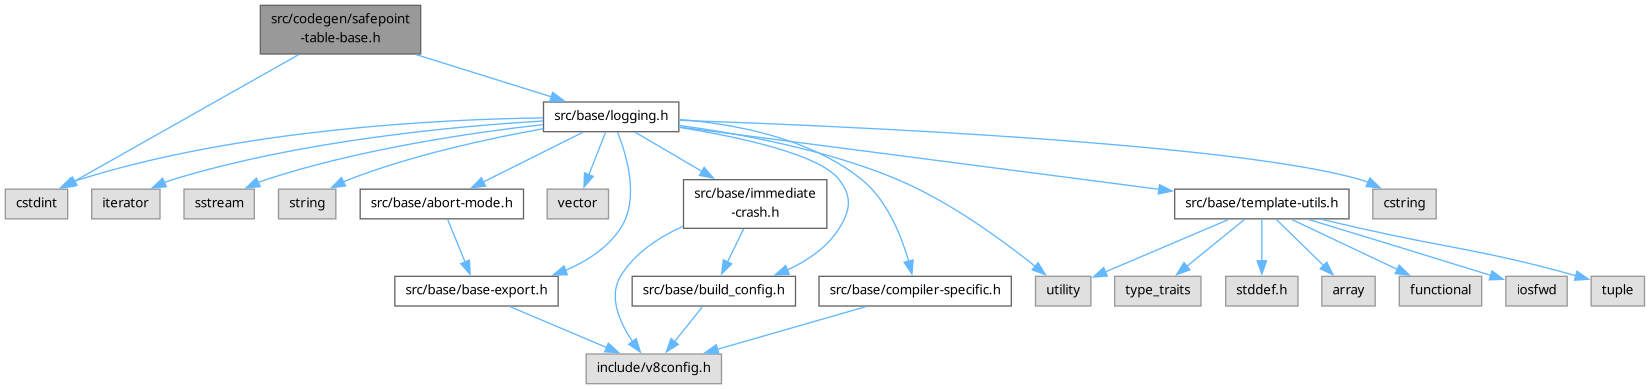 src/codegen/safepoint
-table-base.h
src/base/logging.h
cstdint
iterator
sstream
string
src/base/abort-mode.h
vector
src/base/immediate
-crash.h
src/base/template-utils.h
cstring
src/base/base-export.h
src/base/build_config.h
src/base/compiler-specific.h
utility
type_traits
stddef.h
array
functional
iosfwd
tuple
include/v8config.h